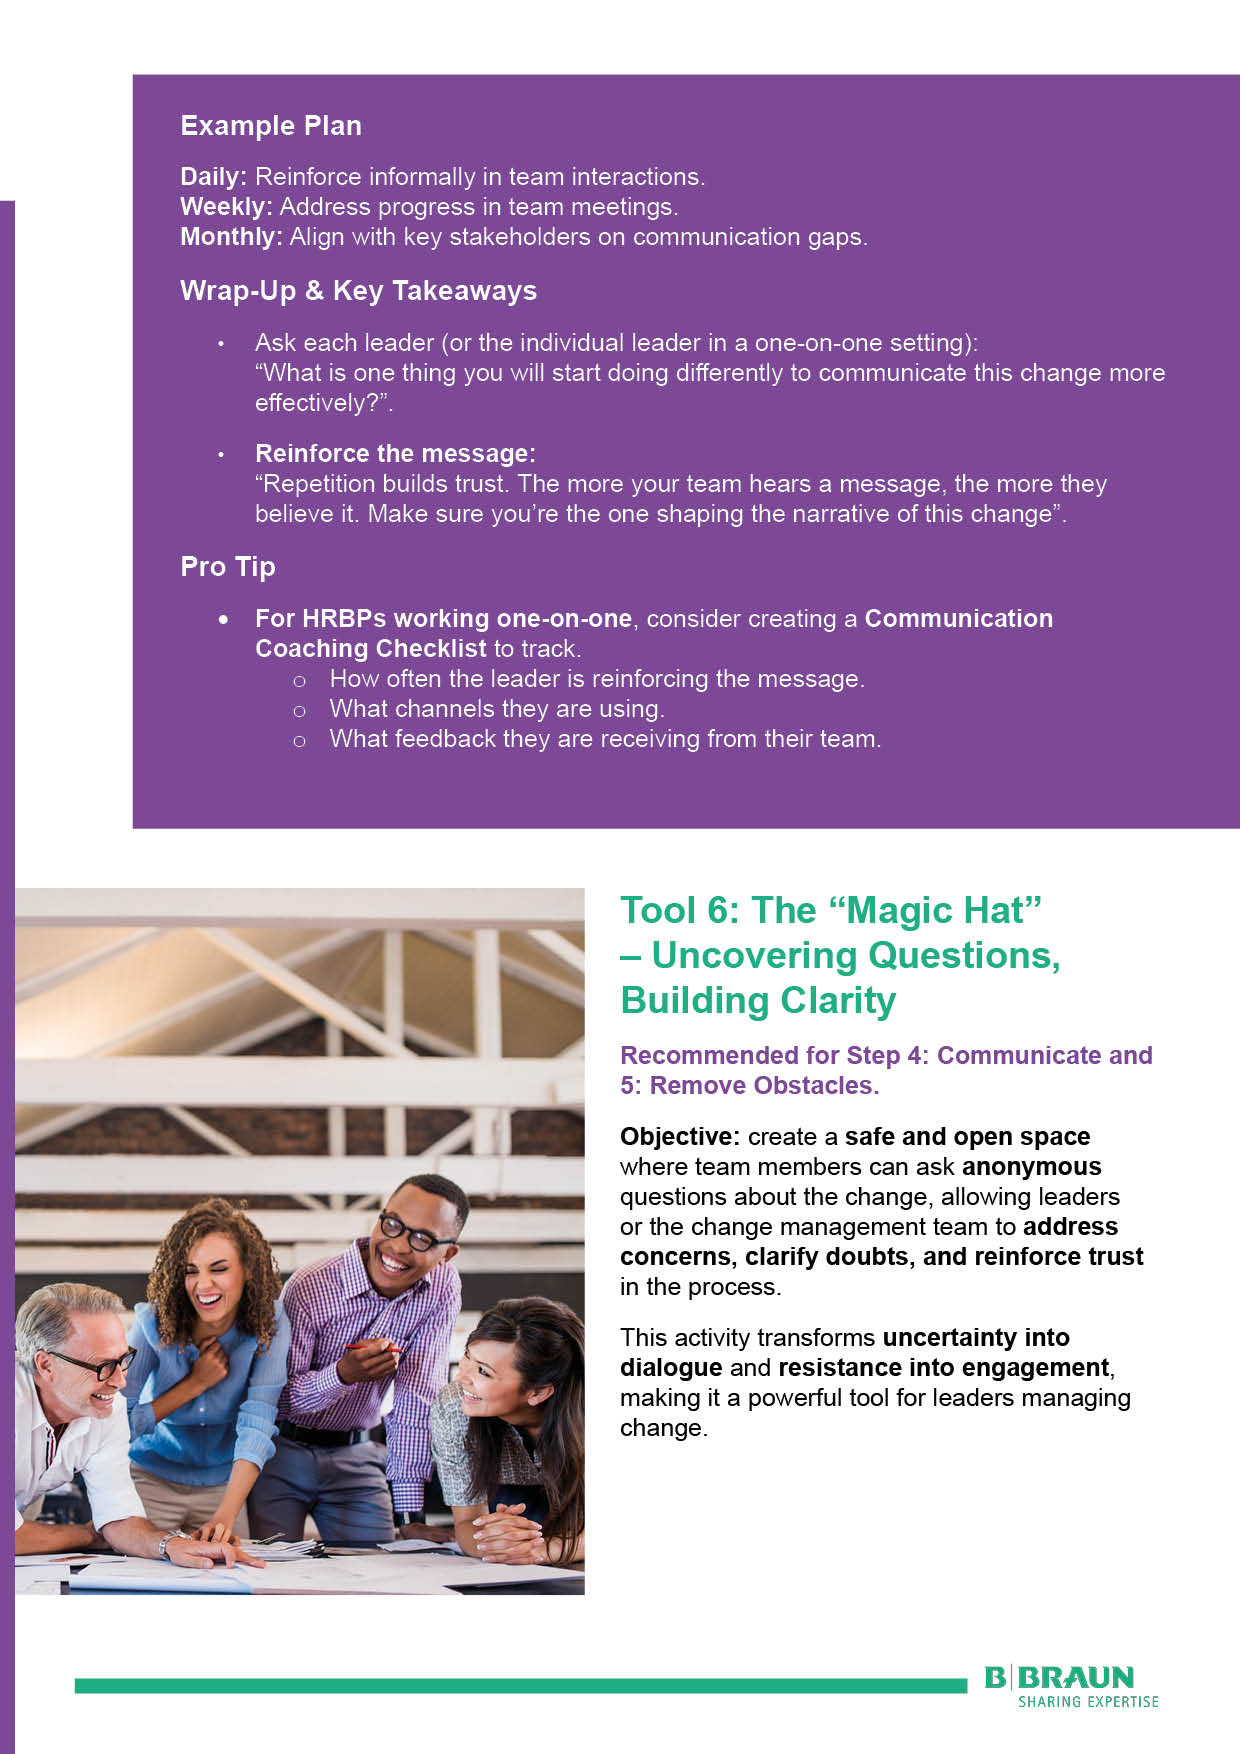 Example Plan
Daily: Reinforce informally in team interactions.
Weekly: Address progress in team meetings.
Monthly: Align with key stakeholders on communication gaps.
Wrap-Up & Key Takeaways
• Ask each leader (or the individual leader in a one-on-one setting):
“What is one thing you will start doing differently to communicate this change more
effectively?”.
• Reinforce the message:
“Repetition builds trust. The more your team hears a message, the more they
believe it. Make sure you’re the one shaping the narrative of this change”.
Pro Tip
• For HRBPs working one-on-one, consider creating a Communication
Coaching Checklist to track.
o How often the leader is reinforcing the message.
o What channels they are using.
o What feedback they are receiving from their team.
Tool 6: The “Magic Hat”
– Uncovering Questions,
Building Clarity
Recommended for Step 4: Communicate and
5: Remove Obstacles.
Objective: create a safe and open space
where team members can ask anonymous
questions about the change, allowing leaders
or the change management team to address
concerns, clarify doubts, and reinforce trust
in the process.
This activity transforms uncertainty into
dialogue and resistance into engagement,
making it a powerful tool for leaders managing
change.
B|BRAUN
SHARING EXPERTISE